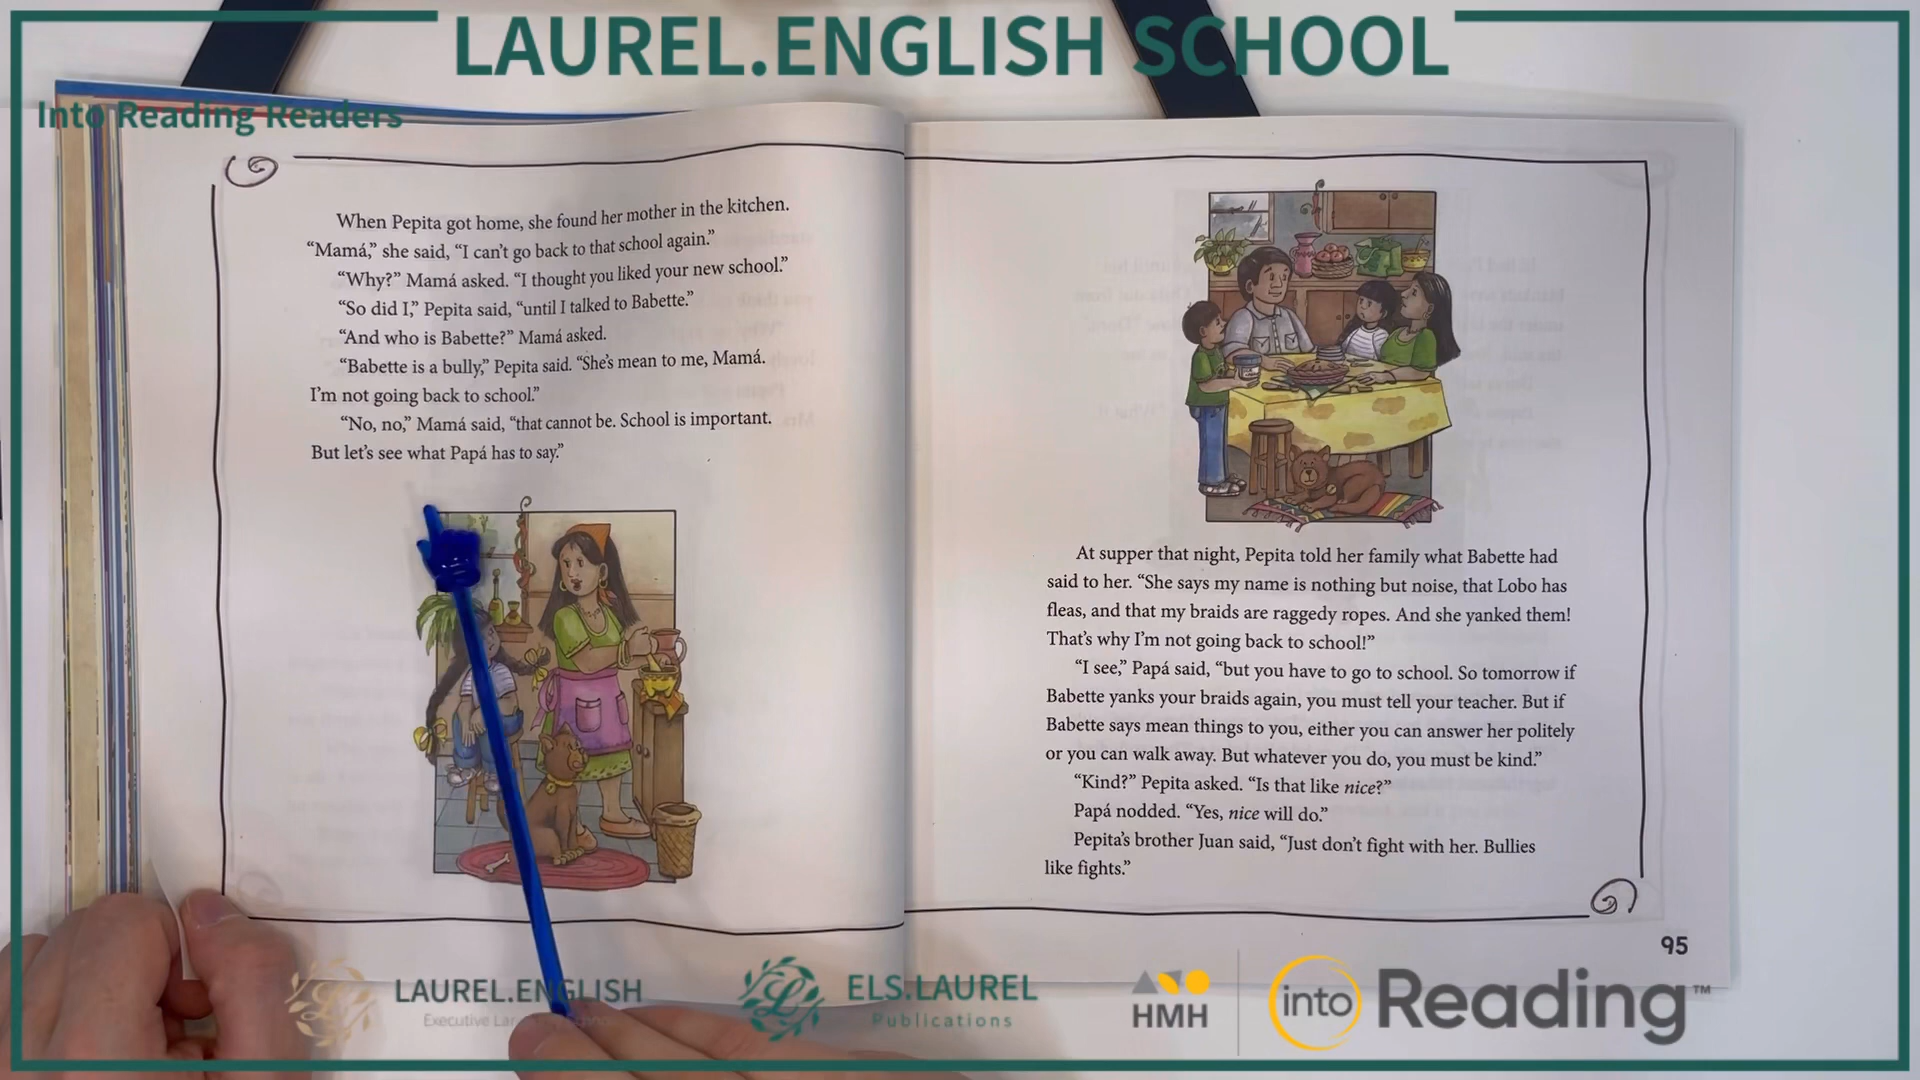 LAUREL.ENGLISH SCHOOL
Into Reading Readers
When Pepita got home, she found her mother in the kitchen.
“Mamá,” she said, “I can’t go back to that school again.”
“Why?” Mamá asked. “I thought you liked your new school.”
“So did I,” Pepita said, “until I talked to Babette.”
“And who is Babette?” Mamá asked.
“Babette is a bully,” Pepita said. “She’s mean to me, Mamá.
I’m not going back to school.”
“No, no,” Mamá said, “that cannot be. School is important.
But let’s see what Papá has to say.”
At supper that night, Pepita told her family what Babette had
said to her. “She says my name is nothing but noise, that Lobo has
fleas, and that my braids are raggedy ropes. And she yanked them!
That’s why I’m not going back to school!”
“I see,” Papá said, “but you have to go to school. So tomorrow if
Babette yanks your braids again, you must tell your teacher. But if
Babette says mean things to you, either you can answer her politely
or you can walk away. But whatever you do, you must be kind.”
“Kind?” Pepita asked. “Is that like nice?”
Papá nodded. “Yes, nice will do.”
Pepita’s brother Juan said, “Just don’t fight with her. Bullies
like fights.”
95
LAUREL.ENGLISH
Executive
ELS.LAUREL
Publications
HMH
into Reading™